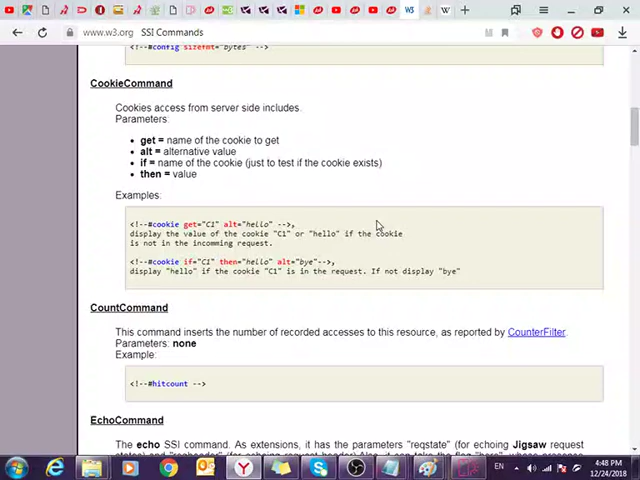 www.w3.org SSI Commands
<!--#config sizefmt="bytes" -->
CookieCommand
Cookies access from server side includes.
Parameters:
get = name of the cookie to get
alt = alternative value
if = name of the cookie (just to test if the cookie exists)
then = value
Examples:
<!--#cookie get="C1" alt="hello" -->,
display the value of the cookie "C1" or "hello" if the cookie
is not in the incomming request.
<!--#cookie if="C1" then="hello" alt="bye"-->,
display "hello" if the cookie "C1" is in the request. If not display "bye"
CountCommand
This command inserts the number of recorded accesses to this resource, as reported by CounterFilter.
Parameters: none
Example:
<!--#hitcount -->
EchoCommand
The echo SSI command. As extensions, it has the parameters "reqstate" (for echoing Jigsaw request
EN
4:48 PM
12/24/2018